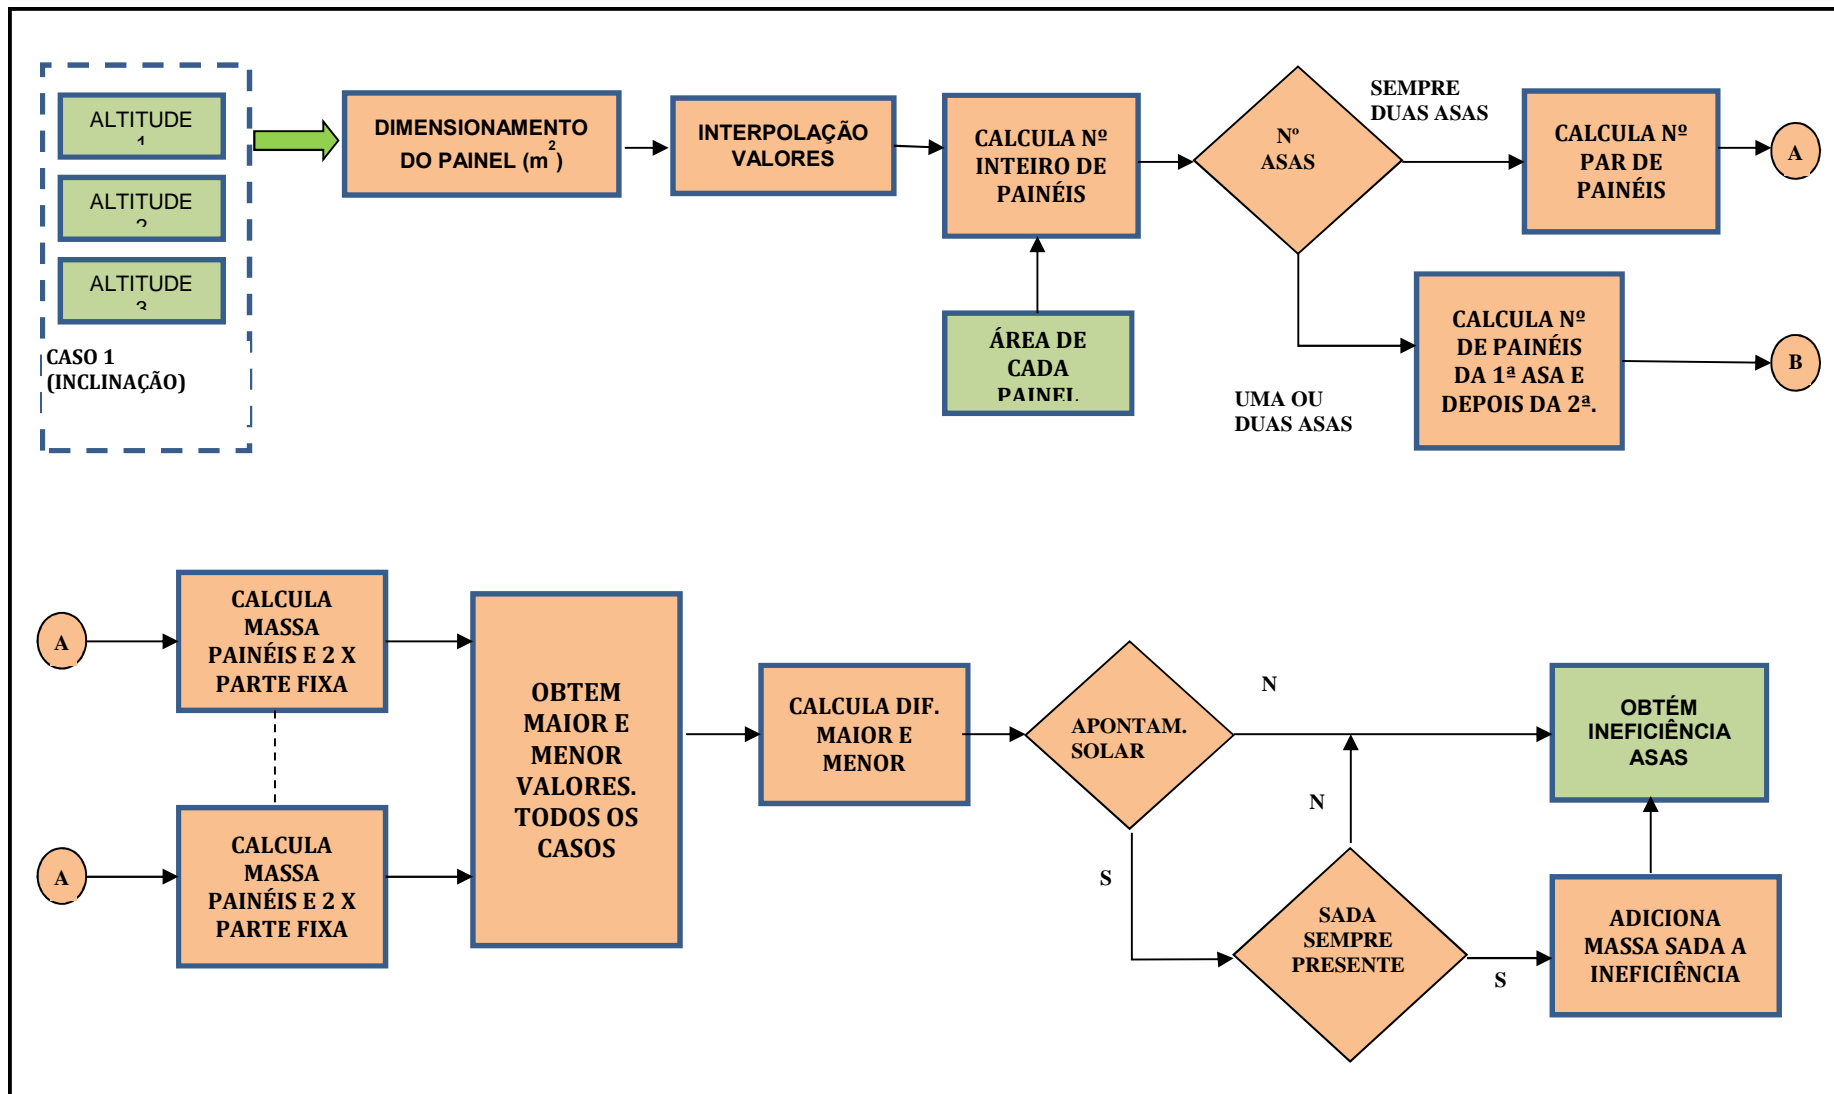 ALTITUDE
1
ALTITUDE
2
ALTITUDE
3
CASO 1
(INCLINAÇÃO)
DIMENSIONAMENTO
DO PAINEL (m²)
INTERPOLAÇÃO
VALORES
CALCULA Nº
INTEIRO DE
PAINÉIS
ÁREA DE
CADA
PAINEL
Nº
ASAS
SEMPRE
DUAS ASAS
CALCULA Nº
PAR DE
PAINÉIS
A
UMA OU
DUAS ASAS
CALCULA Nº
DE PAINÉIS
DA 1ª ASA E
DEPOIS DA 2ª.
B
A
CALCULA
MASSA
PAINÉIS E 2 X
PARTE FIXA
A
CALCULA
MASSA
PAINÉIS E 2 X
PARTE FIXA
OBTEM
MAIOR E
MENOR
VALORES.
TODOS OS
CASOS
CALCULA DIF.
MAIOR E
MENOR
APONTAM.
SOLAR
N
S
N
SADA
SEMPRE
PRESENTE
S
ADICIONA
MASSA SADA A
INEFICIÊNCIA
OBTÉM
INEFICIÊNCIA
ASAS